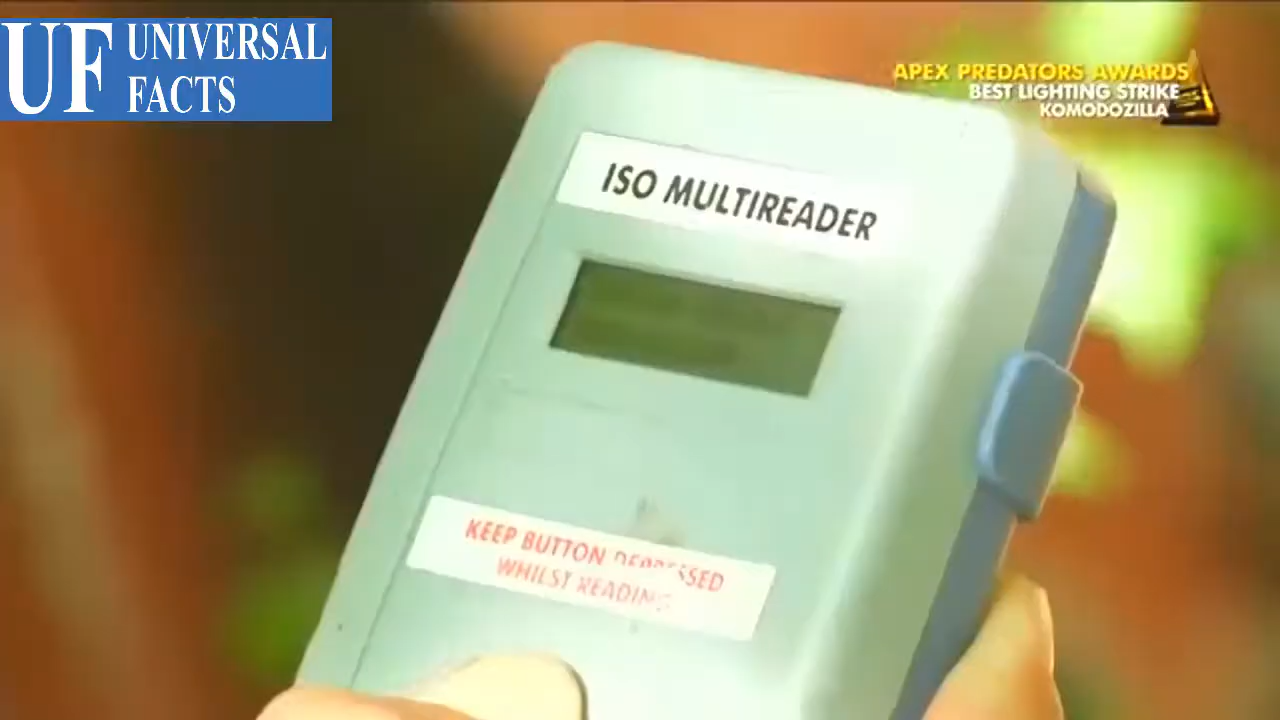 UF UNIVERSAL
FACTS
APEX PREDATORS AWARDS
BEST LIGHTING STRIKE
KOMODOZILLA
ISO MULTIREADER
KEEP BUTTON DEPRESSED
WHILST READING